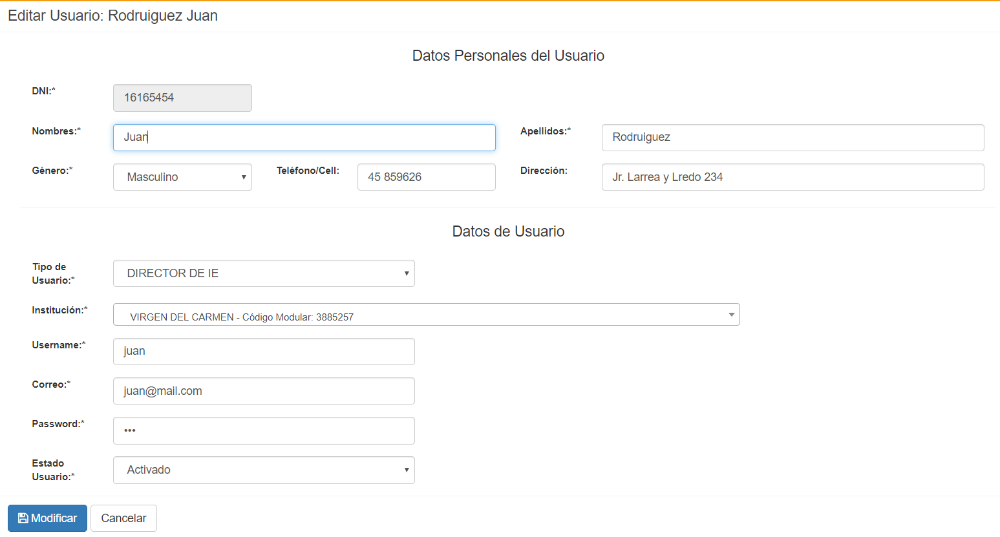 Editar Usuario: Rodruiguez Juan
Datos Personales del Usuario
DNI:* 16165454
Nombres:* Juan Apellidos:* Rodruiguez
Género:* Masculino Teléfono/Cell: 45 859626 Dirección: Jr. Larrea y Lredo 234
Datos de Usuario
Tipo de
Usuario:* DIRECTOR DE IE
Institución:* VIRGEN DEL CARMEN - Código Modular: 3885257
Username:* juan
Correo:* juan@mail.com
Password:* •••
Estado
Usuario:* Activado
Modificar Cancelar